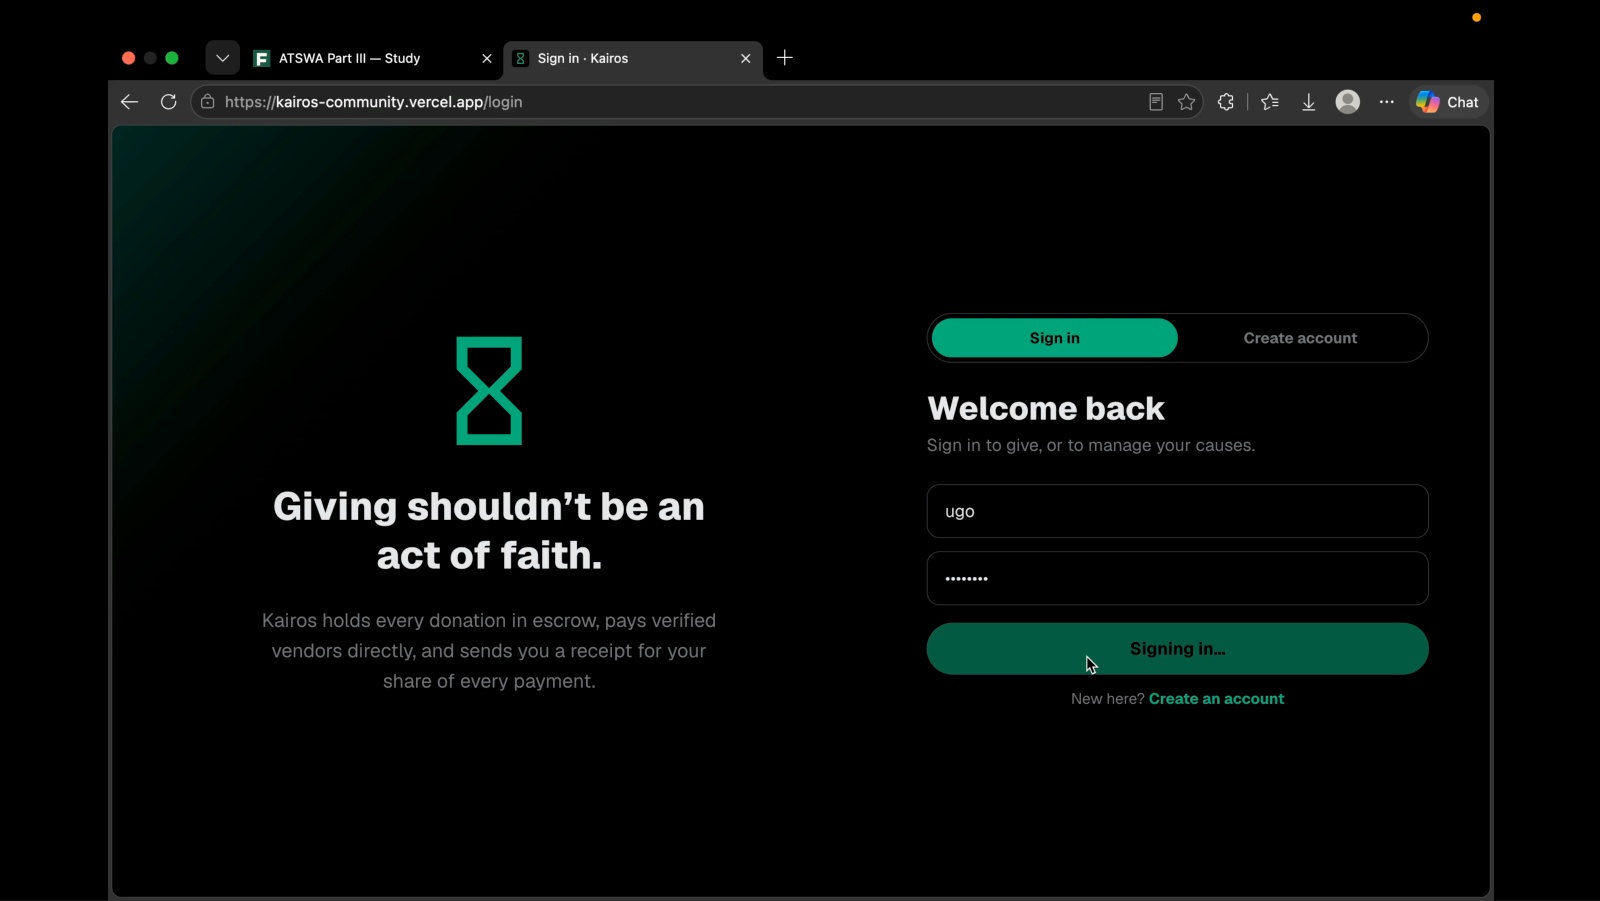 ATSWA Part III — Study
Sign in · Kairos
https://kairos-community.vercel.app/login
Chat
Sign in
Create account
Welcome back
Sign in to give, or to manage your causes.
ugo
••••••••
Signing in...
New here? Create an account
Giving shouldn’t be an
act of faith.
Kairos holds every donation in escrow, pays verified
vendors directly, and sends you a receipt for your
share of every payment.